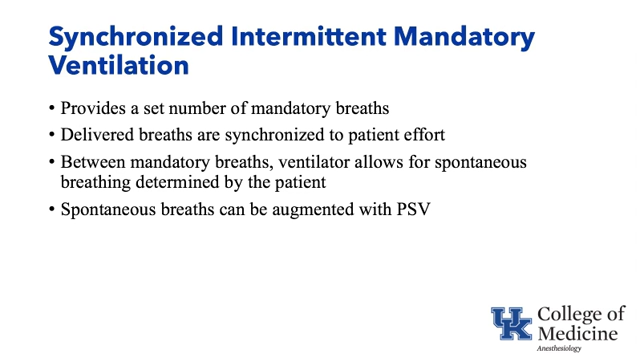 Synchronized Intermittent Mandatory
Ventilation
• Provides a set number of mandatory breaths
• Delivered breaths are synchronized to patient effort
• Between mandatory breaths, ventilator allows for spontaneous
breathing determined by the patient
• Spontaneous breaths can be augmented with PSV
UK
College of
Medicine
Anesthesiology